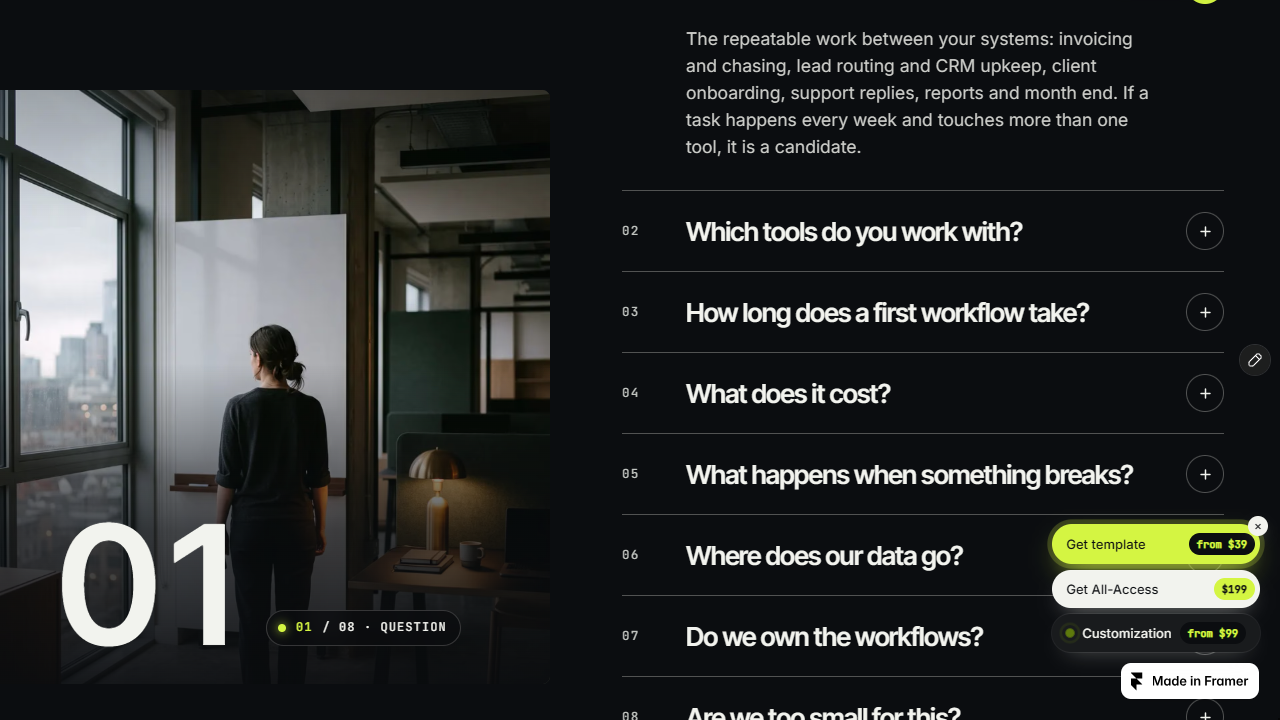 The repeatable work between your systems: invoicing
and chasing, lead routing and CRM upkeep, client
onboarding, support replies, reports and month end. If a
task happens every week and touches more than one
tool, it is a candidate.
02 Which tools do you work with? +
03 How long does a first workflow take? +
04 What does it cost? +
05 What happens when something breaks? +
06 Where does our data go?
07 Do we own the workflows?
08 Are we too small for this? +
01
01 / 08 · QUESTION
×
Get template from $39
Get All-Access $199
Customization from $99
Made in Framer